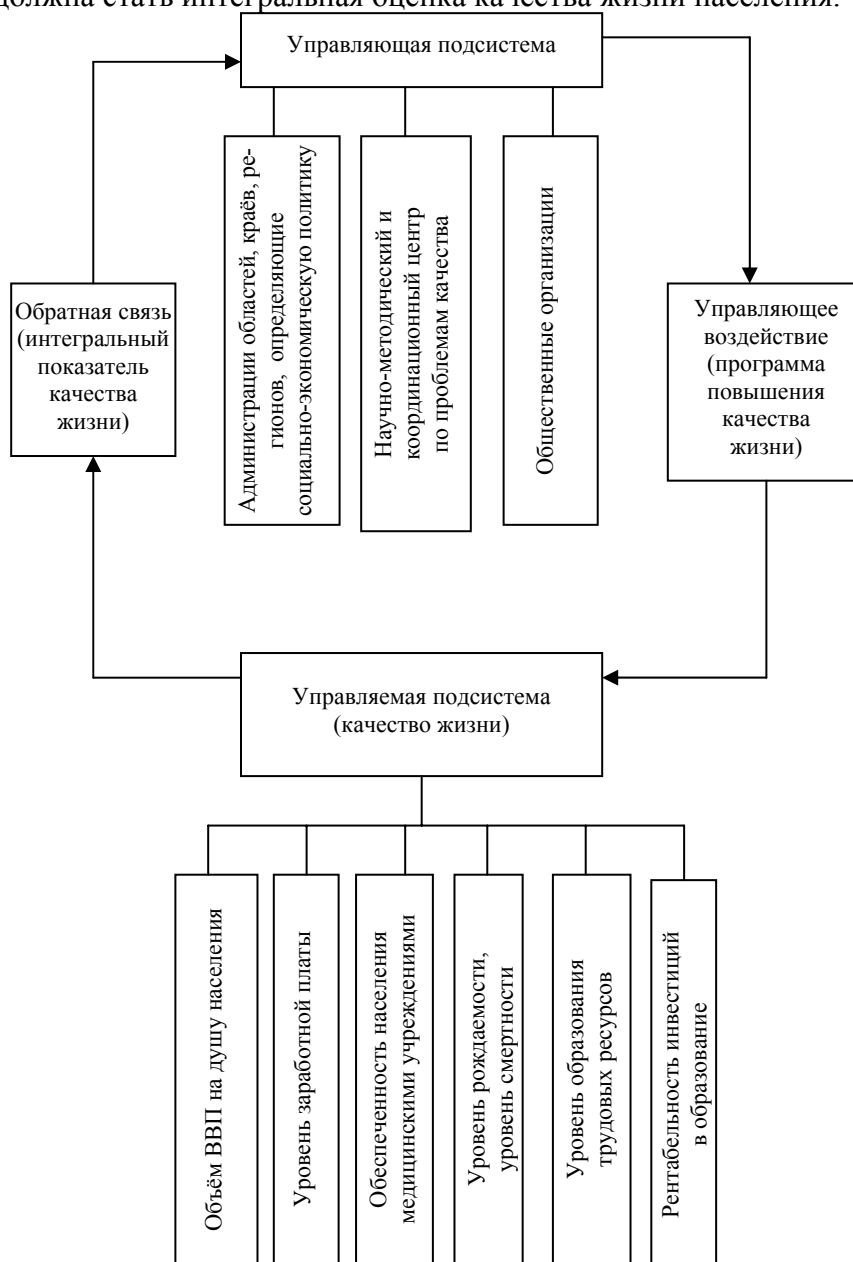 должна стать интегральная оценка качества жизни населения.
Управляющая подсистема
Администрации областей, краёв, ре-
гионов, определяющие
социально-экономическую политику
Научно-методический и
координационный центр
по проблемам качества
Общественные организации
Обратная связь
(интегральный
показатель
качества
жизни)
Управляющее
воздействие
(программа
повышения
качества
жизни)
Управляемая подсистема
(качество жизни)
Объём ВВП на душу населения
Уровень заработной платы
Обеспеченность населения
медицинскими учреждениями
Уровень рождаемости,
уровень смертности
Уровень образования
трудовых ресурсов
Рентабельность инвестиций
в образование